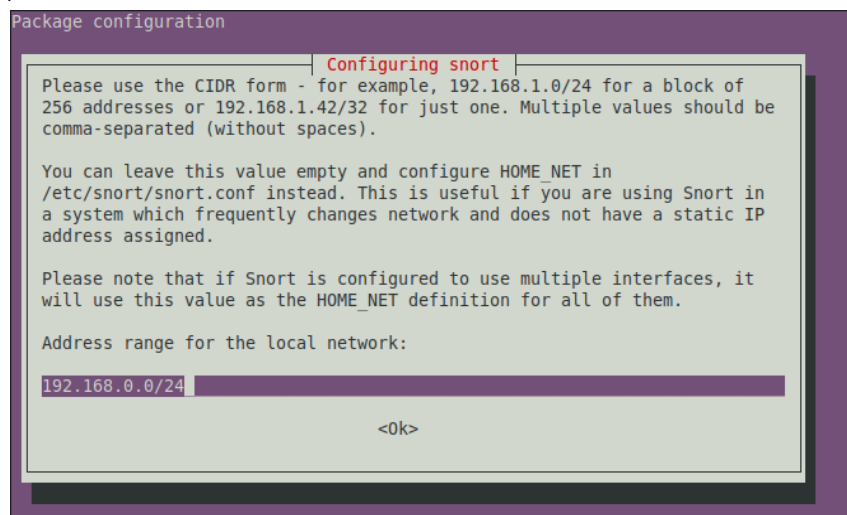 Package configuration
Configuring snort
Please use the CIDR form - for example, 192.168.1.0/24 for a block of
256 addresses or 192.168.1.42/32 for just one. Multiple values should be
comma-separated (without spaces).
You can leave this value empty and configure HOME_NET in
/etc/snort/snort.conf instead. This is useful if you are using Snort in
a system which frequently changes network and does not have a static IP
address assigned.
Please note that if Snort is configured to use multiple interfaces, it
will use this value as the HOME_NET definition for all of them.
Address range for the local network:
192.168.0.0/24
<Ok>